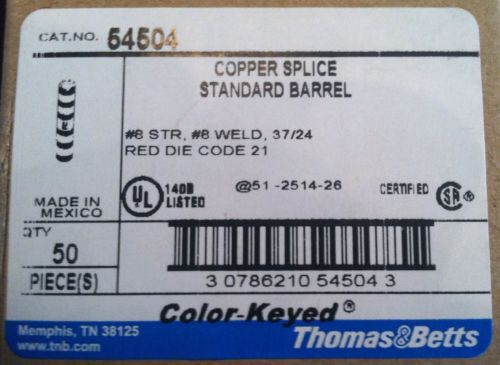 CAT.NO. 54504
COPPER SPLICE
STANDARD BARREL
#8 STR, #8 WELD, 37/24
RED DIE CODE 21
MADE IN
MEXICO
UL
140B
LISTED
@51 -2514-26
CERTIFIED
SA ®
QTY
50
PIECE(S)
3 0786210 54504 3
Color-Keyed®
Memphis, TN 38125
www.tnb.com
Thomas&Betts